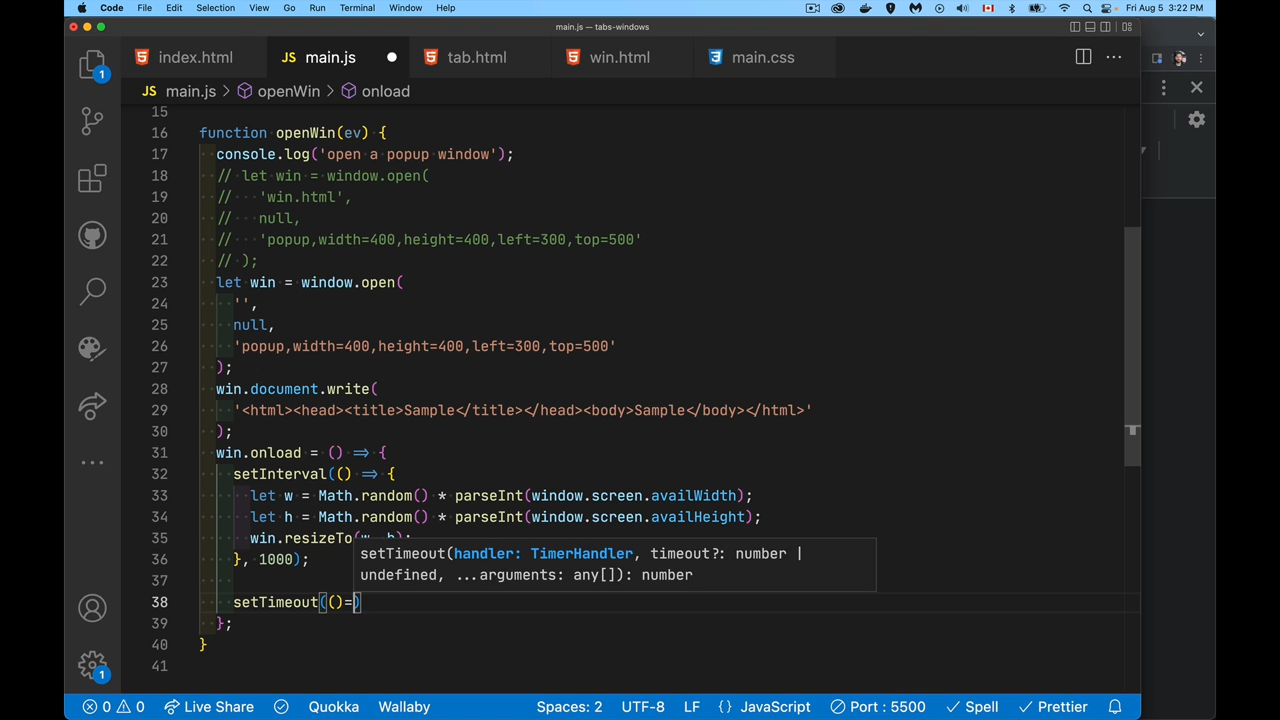 Code File Edit Selection View Go Run Terminal Window Help Fri Aug 5 3:22 PM
main.js — tabs-windows
index.html JS main.js tab.html win.html main.css
JS main.js > openWin > onload
15
16 function openWin(ev) {
17 console.log('open a popup window');
18 // let win = window.open(
19 // 'win.html',
20 // null,
21 // 'popup,width=400,height=400,left=300,top=500'
22 // );
23 let win = window.open(
24 '',
25 null,
26 'popup,width=400,height=400,left=300,top=500'
27 );
28 win.document.write(
29 '<html><head><title>Sample</title></head><body>Sample</body></html>'
30 );
31 win.onload = () => {
32 setInterval(() => {
33 let w = Math.random() * parseInt(window.screen.availWidth);
34 let h = Math.random() * parseInt(window.screen.availHeight);
35 win.resizeTo(w, h);
setTimeout(handler: TimerHandler, timeout?: number |
36 }, 1000);
undefined, ...arguments: any[]): number
37
38 setTimeout(()=)
39 };
40 }
41
1
1
0 0 Live Share Quokka Wallaby Spaces: 2 UTF-8 LF {} JavaScript Port : 5500 Spell Prettier